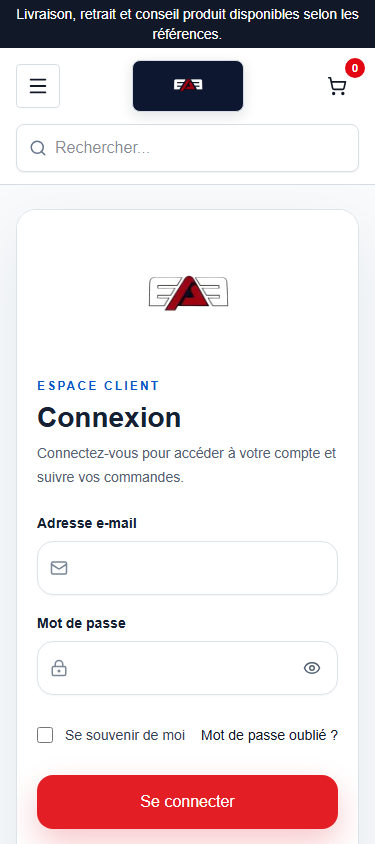 Livraison, retrait et conseil produit disponibles selon les
références.
0
Rechercher...
ESPACE CLIENT
Connexion
Connectez-vous pour accéder à votre compte et
suivre vos commandes.
Adresse e-mail
Mot de passe
Se souvenir de moi Mot de passe oublié ?
Se connecter